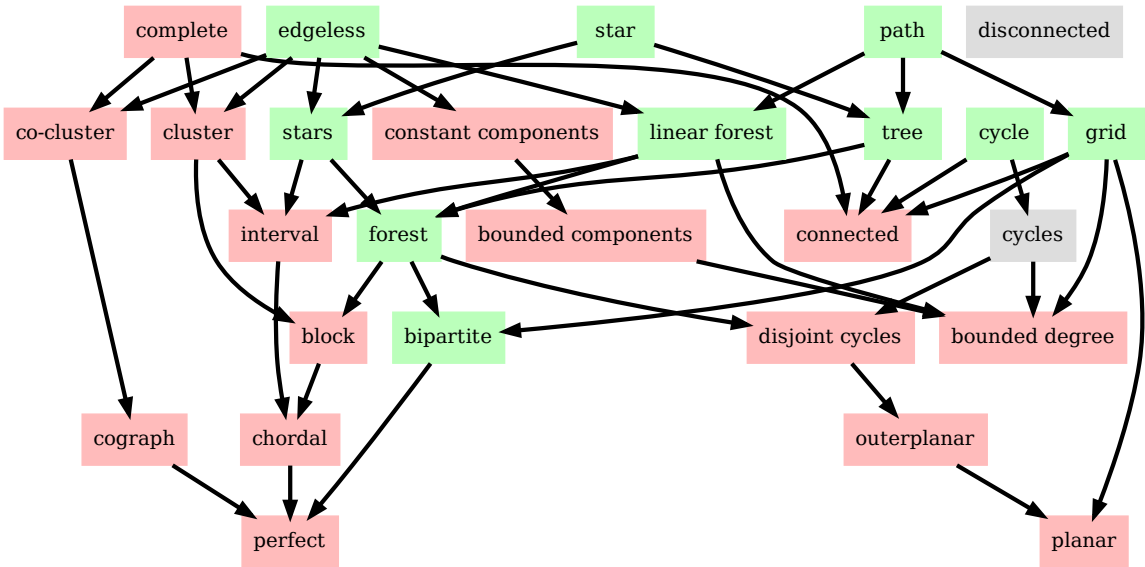 complete
edgeless
star
path
disconnected
co-cluster
cluster
stars
constant components
linear forest
tree
cycle
grid
interval
forest
bounded components
connected
cycles
block
bipartite
disjoint cycles
bounded degree
cograph
chordal
outerplanar
perfect
planar